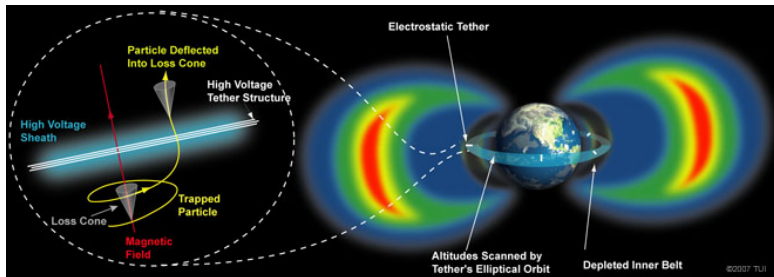 Particle Deflected
Into Loss Cone
High Voltage
Tether Structure
High Voltage
Sheath
Loss Cone
Trapped
Particle
Magnetic
Field
Electrostatic Tether
Altitudes Scanned by
Tether's Elliptical Orbit
Depleted Inner Belt
©2007 TUI